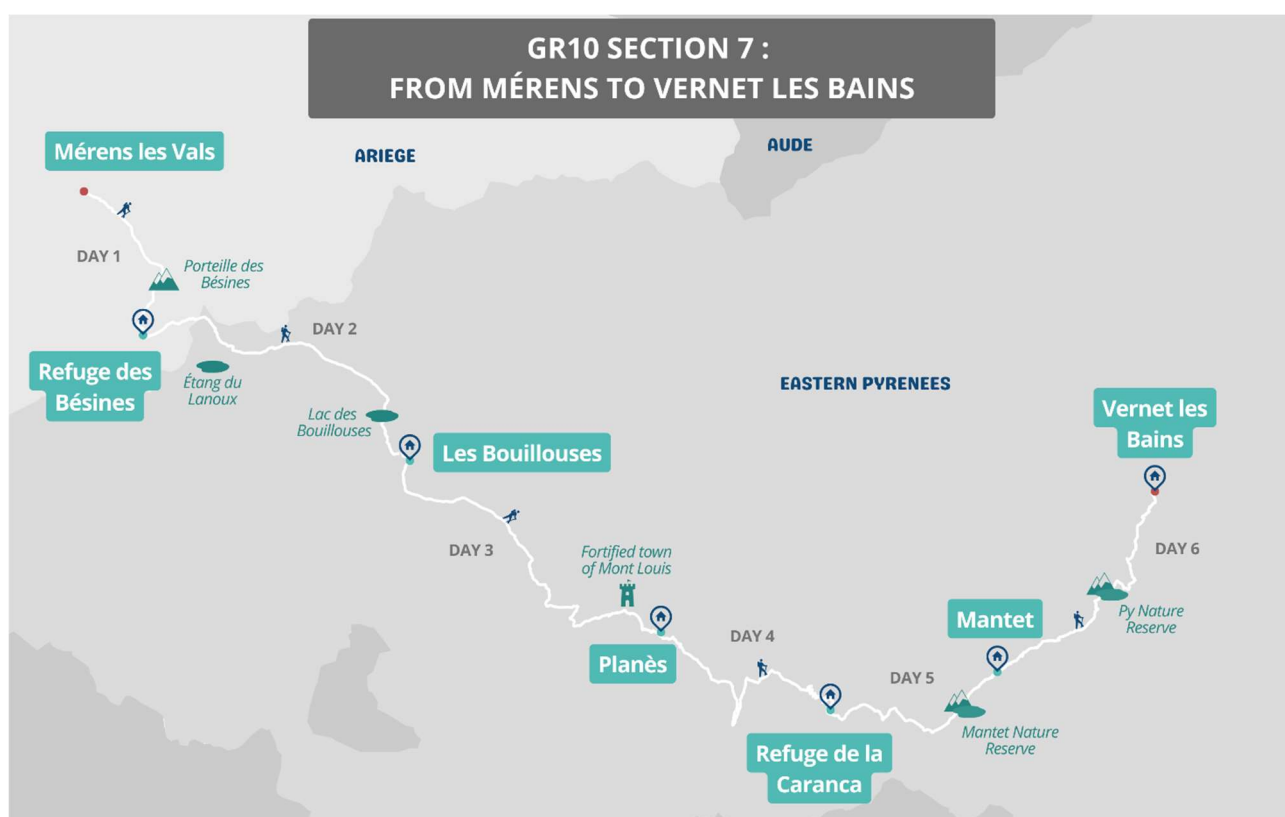 GR10 SECTION 7 :
FROM MÉRENS TO VERNET LES BAINS
Mérens les Vals
ARIEGE
AUDE
DAY 1
Porteille des
Bésines
DAY 2
Refuge des
Bésines
Étang du
Lanoux
Lac des
Bouillouses
Les Bouillouses
EASTERN PYRENEES
Vernet les
Bains
DAY 3
Fortified town
of Mont Louis
DAY 6
Planès
DAY 4
Mantet
Py Nature
Reserve
DAY 5
Refuge de la
Caranca
Mantet Nature
Reserve